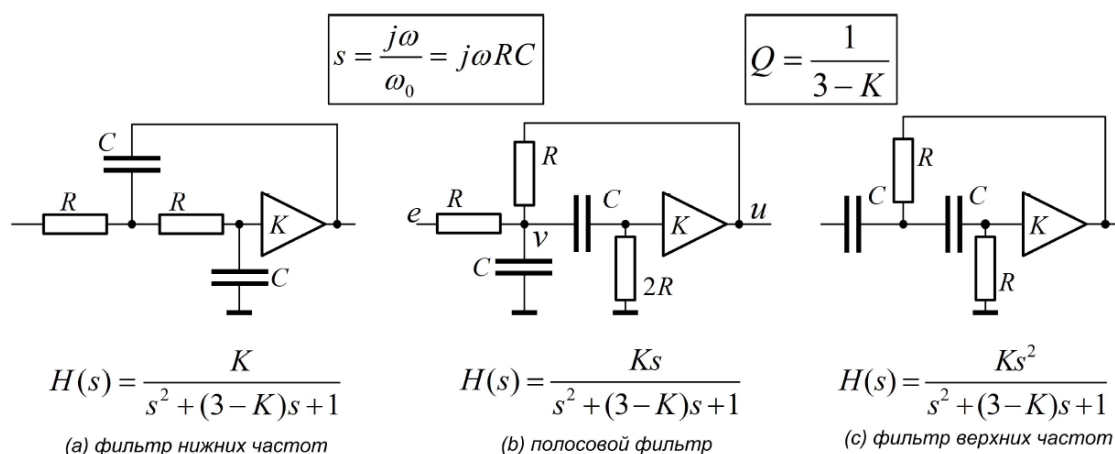 s = jω/ω₀ = jωRC
Q = 1/(3 − K)
C
R
R
K
C
R
e
R
v
C
C
K
2R
u
C
R
C
K
R
H(s) = K/(s² + (3 − K)s + 1)
(a) фильтр нижних частот
H(s) = Ks/(s² + (3 − K)s + 1)
(b) полосовой фильтр
H(s) = Ks²/(s² + (3 − K)s + 1)
(c) фильтр верхних частот